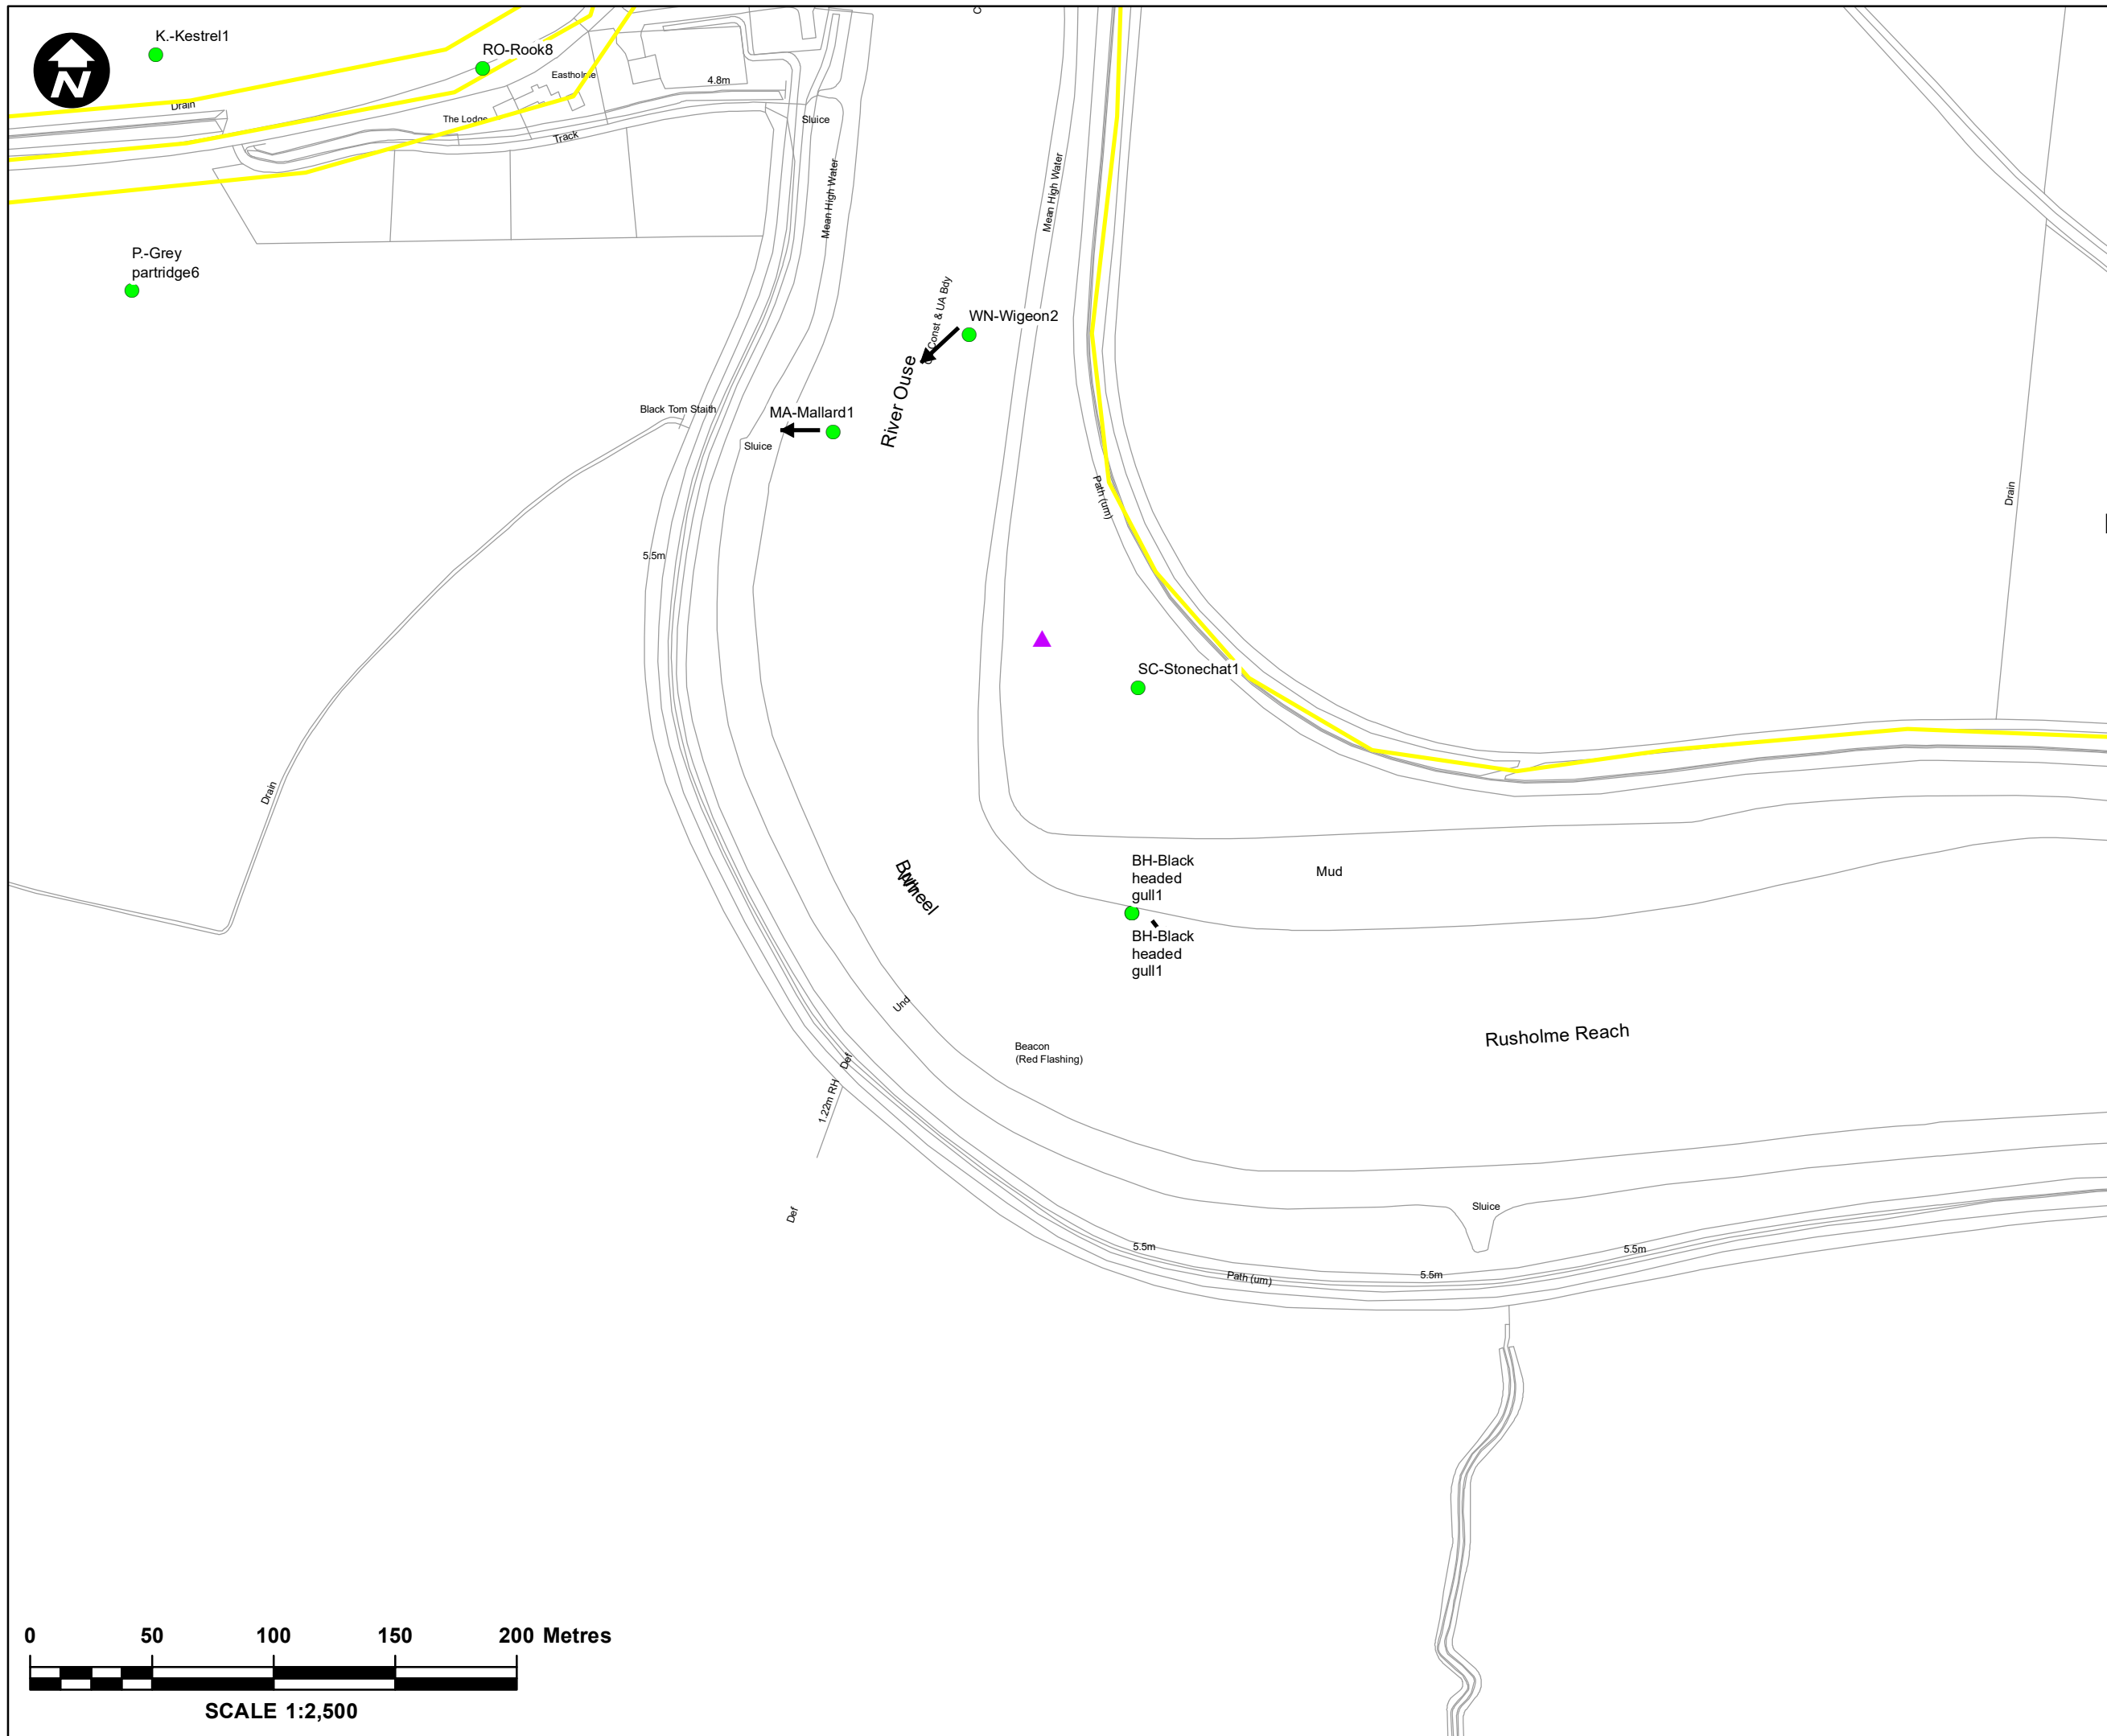 K.-Kestrel1
N
RO-Rook8
Eastholme
4.8m
Drain
The Lodge
Track
Sluice
Mean High Water
Mean High Water
P.-Grey
partridge6
WN-Wigeon2
Const & UA Bdy
River Ouse
Black Tom Staith
MA-Mallard1
Sluice
Path (um)
Drain
5.5m
SC-Stonechat1
Drain
BH-Black
headed
gull1
Mud
Wheel
BH-Black
headed
gull1
Und
Rusholme Reach
Beacon
(Red Flashing)
Def
1.22m RH
Def
Sluice
5.5m
5.5m
5.5m
Path (um)
0 50 100 150 200 Metres
SCALE 1:2,500